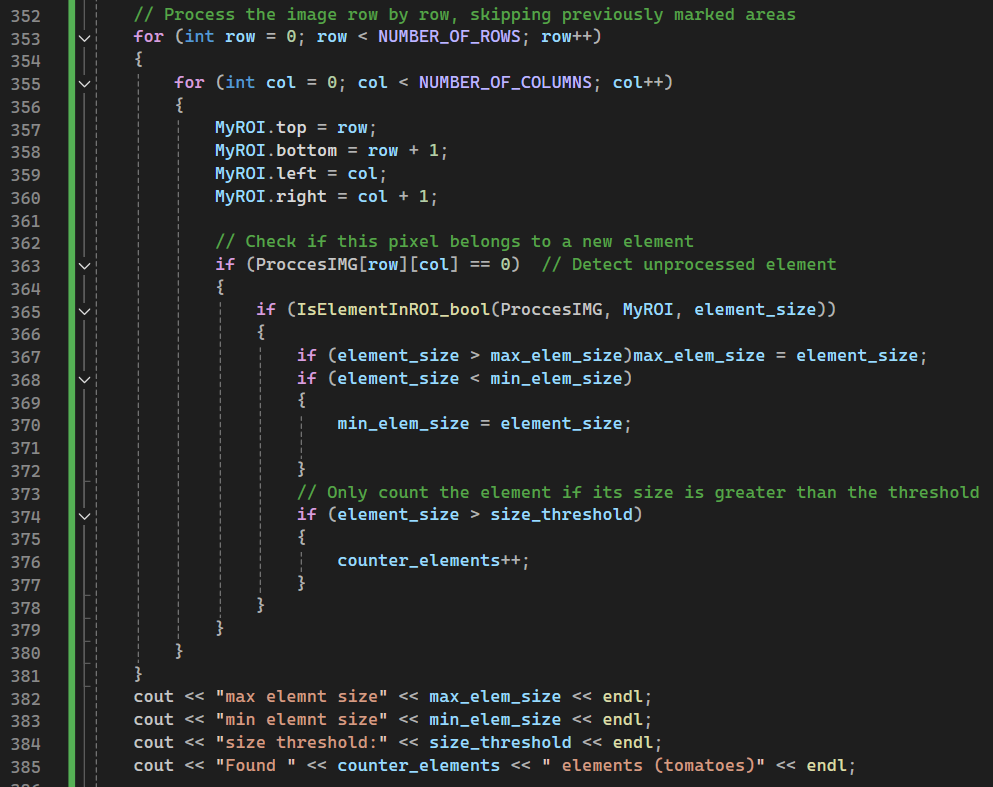 352 // Process the image row by row, skipping previously marked areas
353 for (int row = 0; row < NUMBER_OF_ROWS; row++)
354 {
355 for (int col = 0; col < NUMBER_OF_COLUMNS; col++)
356 {
357 MyROI.top = row;
358 MyROI.bottom = row + 1;
359 MyROI.left = col;
360 MyROI.right = col + 1;
361
362 // Check if this pixel belongs to a new element
363 if (ProccesIMG[row][col] == 0)  // Detect unprocessed element
364 {
365 if (IsElementInROI_bool(ProccesIMG, MyROI, element_size))
366 {
367 if (element_size > max_elem_size)max_elem_size = element_size;
368 if (element_size < min_elem_size)
369 {
370 min_elem_size = element_size;
371
372 }
373 // Only count the element if its size is greater than the threshold
374 if (element_size > size_threshold)
375 {
376 counter_elements++;
377 }
378 }
379 }
380 }
381 }
382 cout << "max elemnt size" << max_elem_size << endl;
383 cout << "min elemnt size" << min_elem_size << endl;
384 cout << "size threshold:" << size_threshold << endl;
385 cout << "Found " << counter_elements << " elements (tomatoes)" << endl;